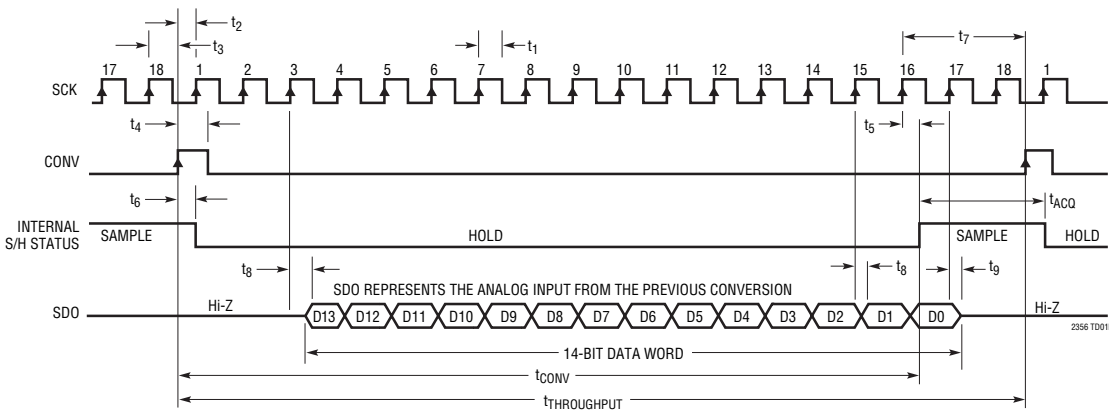 t2
t3
t1
t7
17 18 1 2 3 4 5 6 7 8 9 10 11 12 13 14 15 16 17 18 1
SCK
t4
t5
CONV
t6
tACQ
INTERNAL
S/H STATUS
SAMPLE
HOLD
SAMPLE
HOLD
t8
t8
t9
SDO REPRESENTS THE ANALOG INPUT FROM THE PREVIOUS CONVERSION
SDO
Hi-Z
D13 D12 D11 D10 D9 D8 D7 D6 D5 D4 D3 D2 D1 D0
Hi-Z
14-BIT DATA WORD
tCONV
tTHROUGHPUT